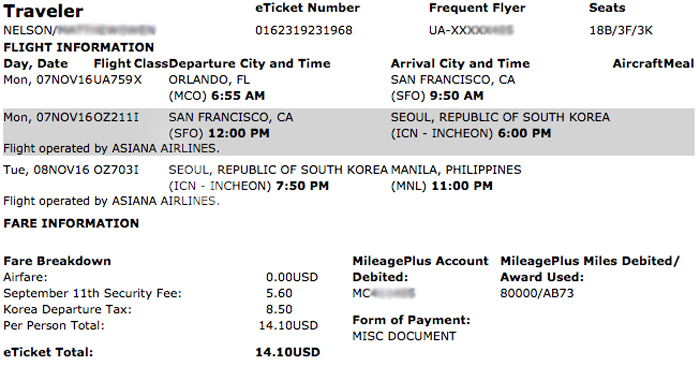 Traveler eTicket Number Frequent Flyer Seats
NELSON/ 0162319231968 UA-XX 18B/3F/3K
FLIGHT INFORMATION
Day, Date Flight Class Departure City and Time Arrival City and Time Aircraft Meal
Mon, 07NOV16 UA759X ORLANDO, FL SAN FRANCISCO, CA
(MCO) 6:55 AM (SFO) 9:50 AM
Mon, 07NOV16 OZ211I SAN FRANCISCO, CA SEOUL, REPUBLIC OF SOUTH KOREA
(SFO) 12:00 PM (ICN - INCHEON) 6:00 PM
Flight operated by ASIANA AIRLINES.
Tue, 08NOV16 OZ703I SEOUL, REPUBLIC OF SOUTH KOREA MANILA, PHILIPPINES
(ICN - INCHEON) 7:50 PM (MNL) 11:00 PM
Flight operated by ASIANA AIRLINES.
FARE INFORMATION
Fare Breakdown
Airfare: 0.00USD
September 11th Security Fee: 5.60
Korea Departure Tax: 8.50
Per Person Total: 14.10USD
eTicket Total: 14.10USD
MileagePlus Account
Debited:
MC
Form of Payment:
MISC DOCUMENT
MileagePlus Miles Debited/
Award Used:
80000/AB73